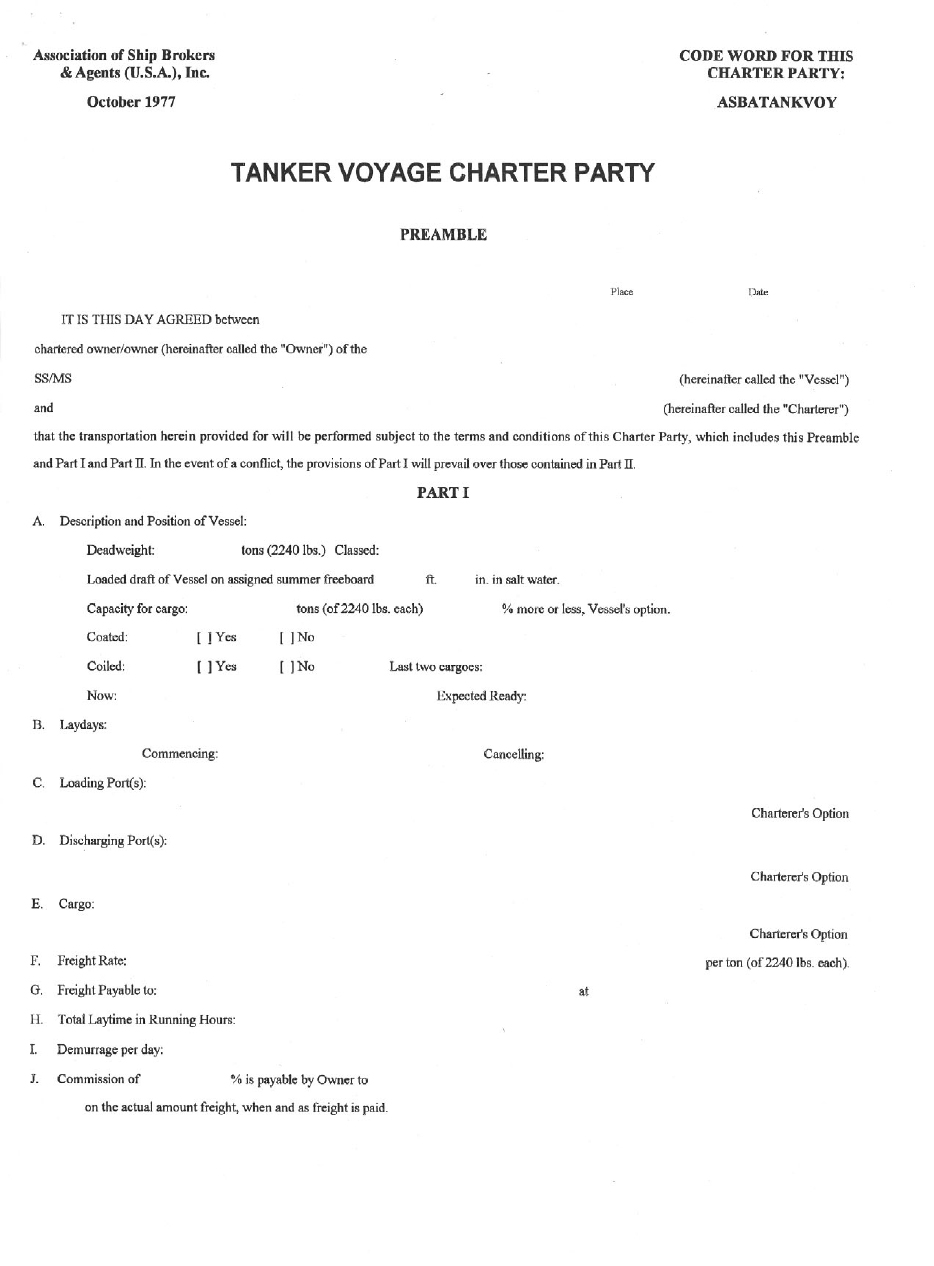 Association of Ship Brokers
& Agents (U.S.A.), Inc.
October 1977
CODE WORD FOR THIS
CHARTER PARTY:
ASBATANKVOY
TANKER VOYAGE CHARTER PARTY
PREAMBLE
Place Date
IT IS THIS DAY AGREED between
chartered owner/owner (hereinafter called the "Owner") of the
SS/MS (hereinafter called the "Vessel")
and (hereinafter called the "Charterer")
that the transportation herein provided for will be performed subject to the terms and conditions of this Charter Party, which includes this Preamble
and Part I and Part II. In the event of a conflict, the provisions of Part I will prevail over those contained in Part II.
PART I
A. Description and Position of Vessel:
Deadweight: tons (2240 lbs.) Classed:
Loaded draft of Vessel on assigned summer freeboard ft. in. in salt water.
Capacity for cargo: tons (of 2240 lbs. each) % more or less, Vessel's option.
Coated: [ ] Yes [ ] No
Coiled: [ ] Yes [ ] No Last two cargoes:
Now: Expected Ready:
B. Laydays:
Commencing: Cancelling:
C. Loading Port(s):
Charterer's Option
D. Discharging Port(s):
Charterer's Option
E. Cargo:
Charterer's Option
F. Freight Rate: per ton (of 2240 lbs. each).
G. Freight Payable to: at
H. Total Laytime in Running Hours:
I. Demurrage per day:
J. Commission of % is payable by Owner to
on the actual amount freight, when and as freight is paid.